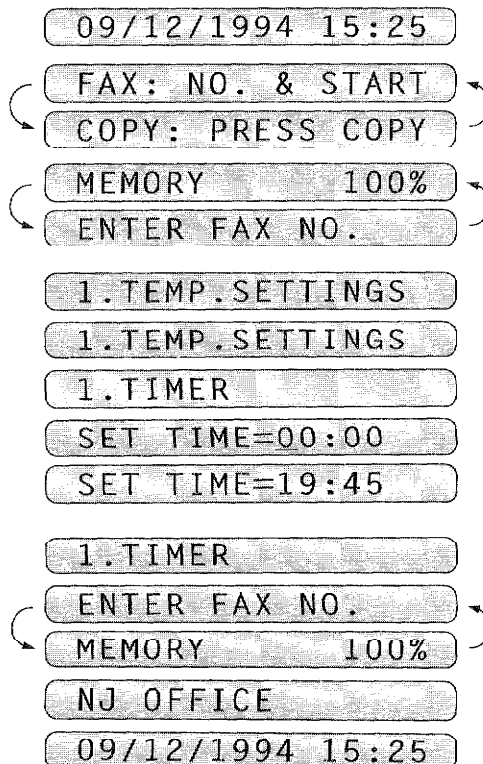 09/12/1994 15:25
FAX: NO. & START
COPY: PRESS COPY
MEMORY 100%
ENTER FAX NO.
1.TEMP.SETTINGS
1.TEMP.SETTINGS
1.TIMER
SET TIME=00:00
SET TIME=19:45
1.TIMER
ENTER FAX NO.
MEMORY 100%
NJ OFFICE
09/12/1994 15:25